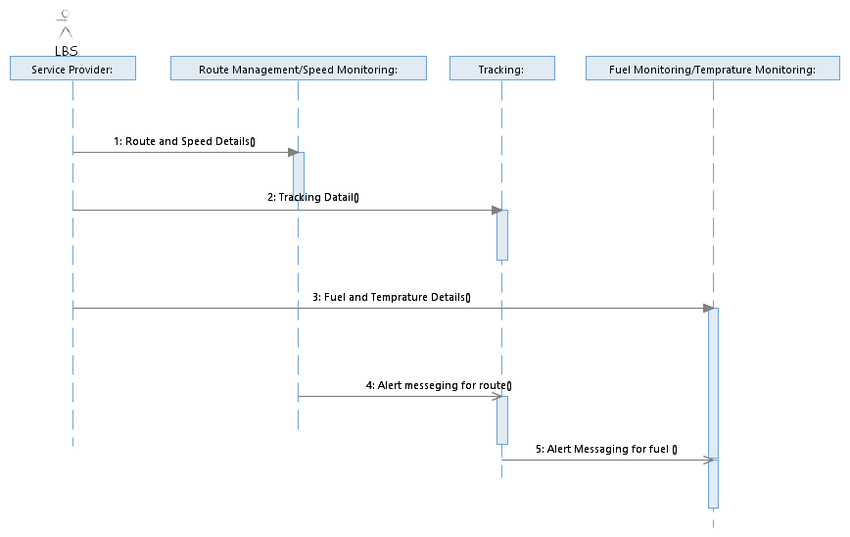 LBS
Service Provider:
Route Management/Speed Monitoring:
Tracking:
Fuel Monitoring/Temprature Monitoring:
1: Route and Speed Details()
2: Tracking Datail()
3: Fuel and Temprature Details()
4: Alert messeging for route()
5: Alert Messaging for fuel ()